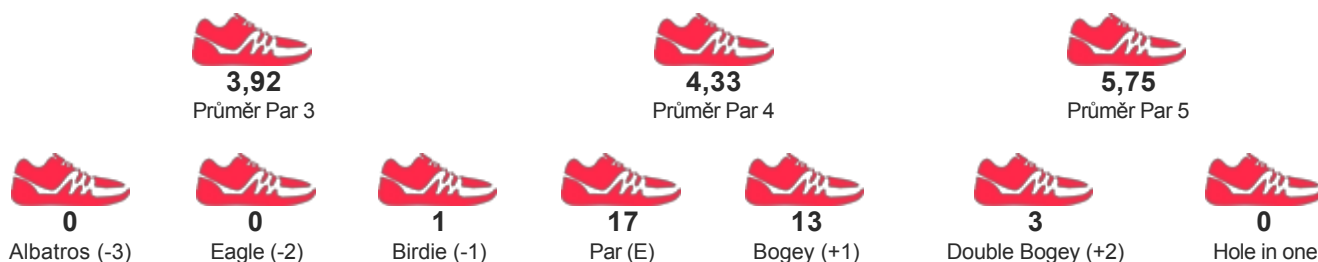 3,92
Průměr Par 3
4,33
Průměr Par 4
5,75
Průměr Par 5
0
Albatros (-3)
0
Eagle (-2)
1
Birdie (-1)
17
Par (E)
13
Bogey (+1)
3
Double Bogey (+2)
0
Hole in one